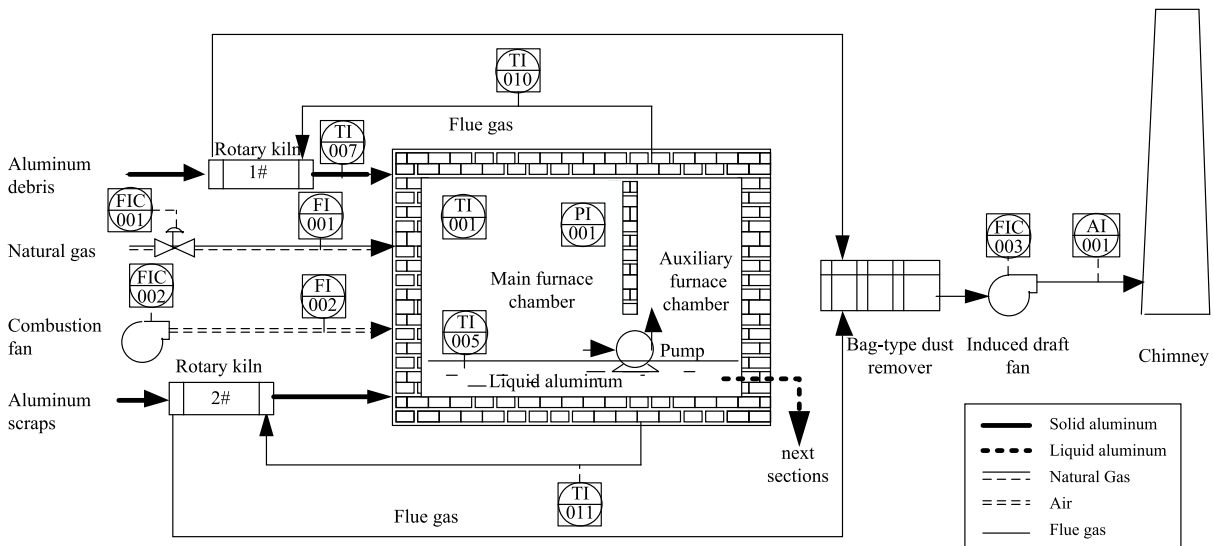 TI
010
Flue gas
Rotary kiln
1#
TI
007
Aluminum
debris
FIC
001
FI
001
TI
001
PI
001
Natural gas
FIC
002
FI
002
Main furnace
chamber
Auxiliary
furnace
chamber
FIC
003
AI
001
Combustion
fan
TI
005
Pump
Bag-type dust
remover
Induced draft
fan
Chimney
Rotary kiln
2#
Liquid aluminum
Aluminum
scraps
next
sections
TI
011
Flue gas
Solid aluminum
Liquid aluminum
Natural Gas
Air
Flue gas